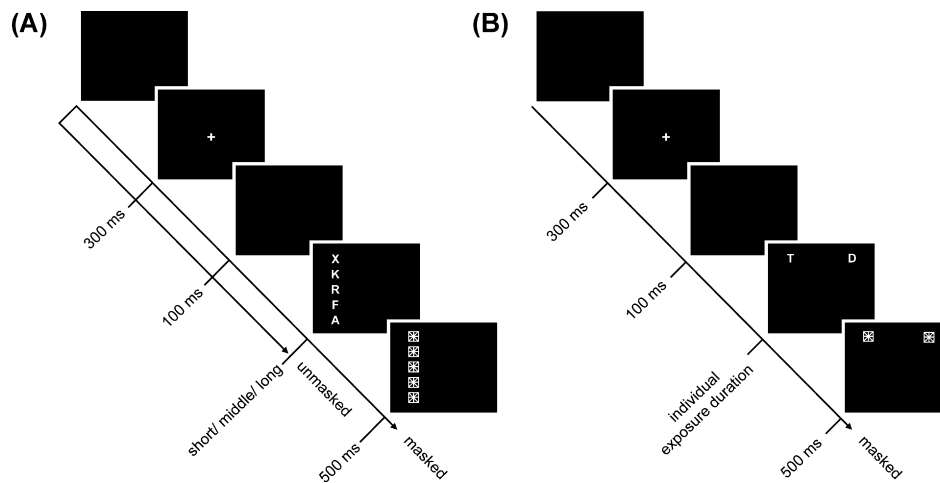 (A)
+
300 ms
100 ms
X
K
R
F
A
short/ middle/ long
unmasked
500 ms
masked
(B)
+
300 ms
100 ms
T D
individual
exposure duration
500 ms
masked